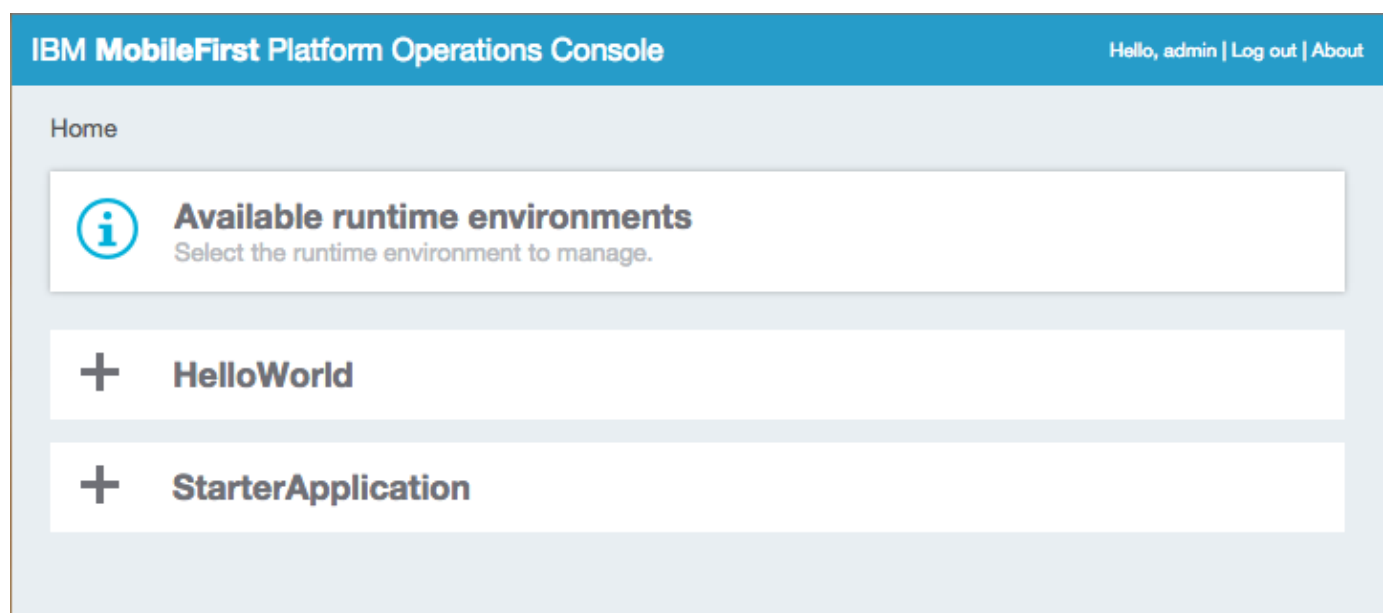 IBM MobileFirst Platform Operations Console
Hello, admin | Log out | About
Home
Available runtime environments
Select the runtime environment to manage.
HelloWorld
StarterApplication